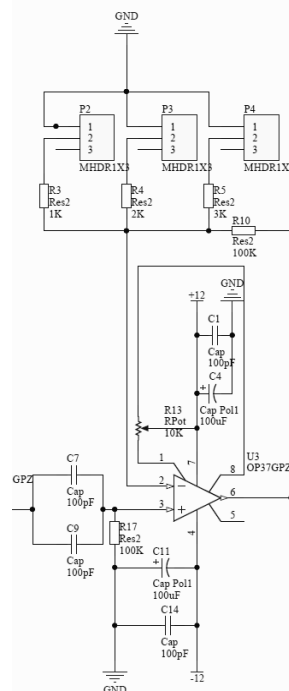 GND
P2
P3
P4
1
2
3
1
2
3
1
2
3
MHDR1X3
MHDR1X3
MHDR1X3
R3
Res2
1K
R4
Res2
2K
R5
Res2
3K
R10
Res2
100K
+12
GND
C1
Cap
100pF
C4
Cap Pol1
100uF
R13
RPot
10K
U3
OP37GPZ
1
7
8
2
6
3
5
4
GPZ
C7
Cap
100pF
C9
Cap
100pF
R17
Res2
100K
C11
Cap Pol1
100uF
C14
Cap
100pF
GND
-12